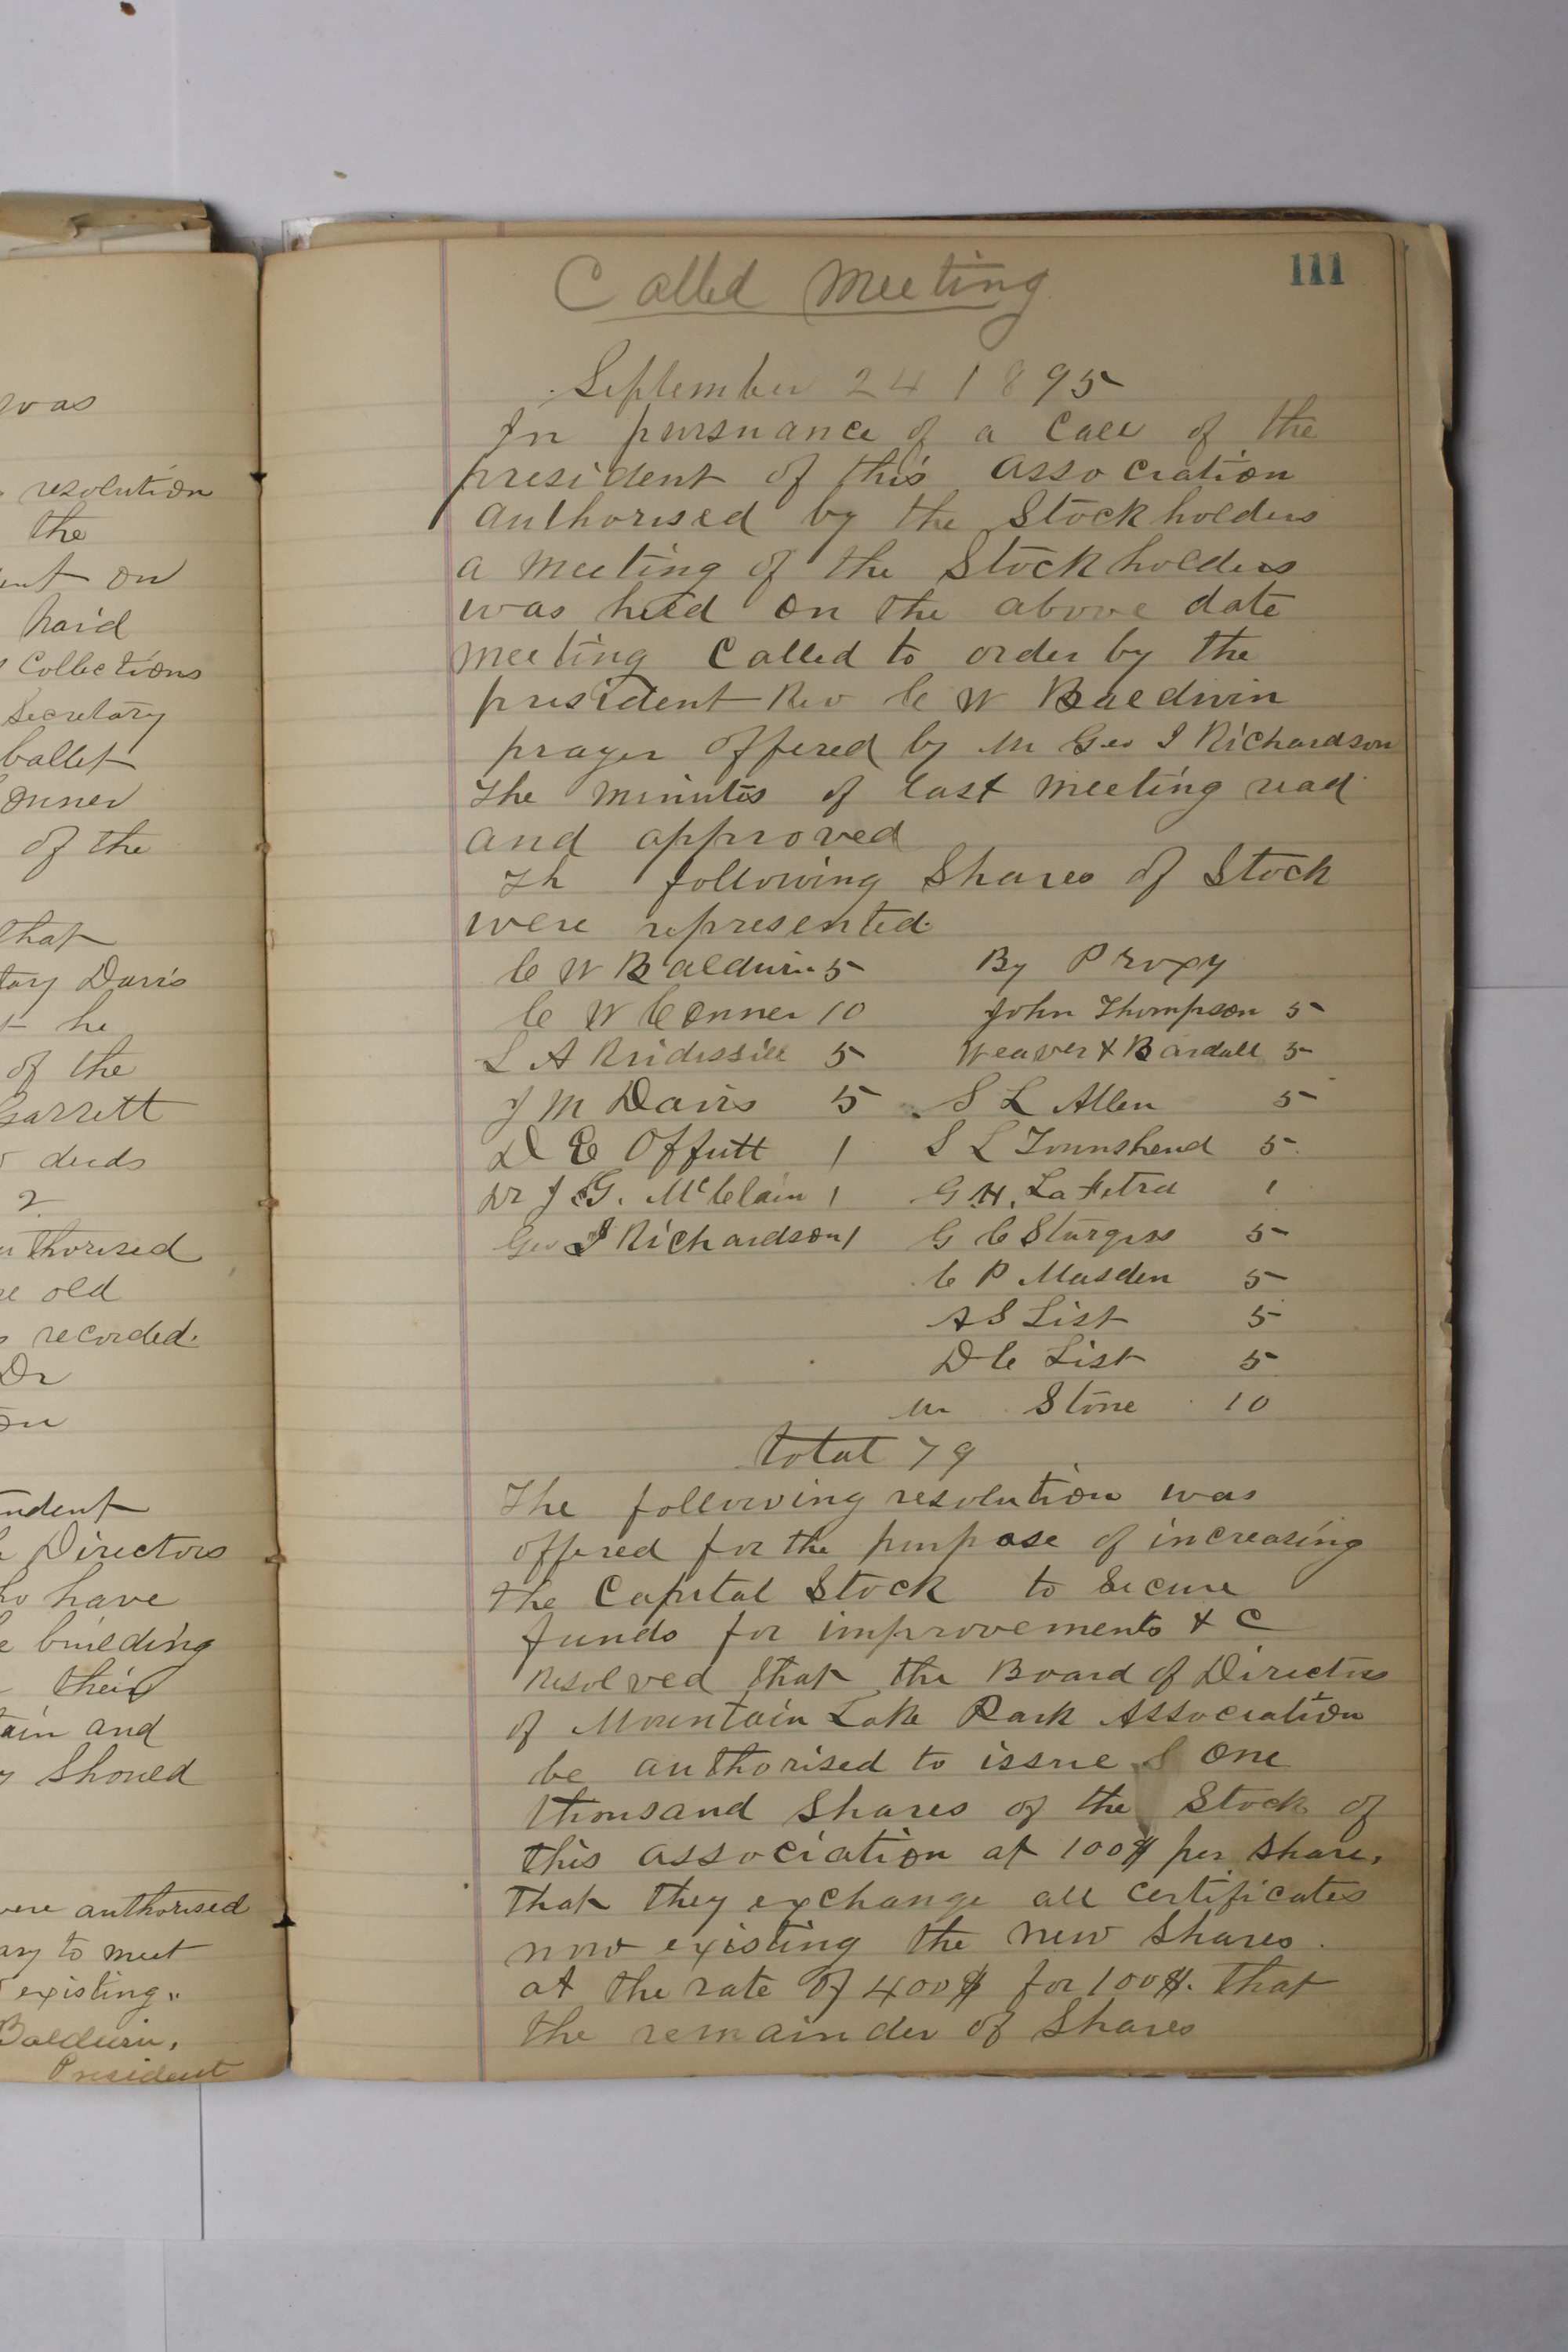 was
resolution
the
on
haid
Collections
Secretary
ballet
onner
of the
that
tary Davis
he
of the
Garrett
deeds
2
authorised
old
recorded.
Dr
on
Directors
have
building
their
tain and
Should
were authorised
ary to meet
existing"
Baldwin,
President
111
Called Meeting
September 24 1895
In pursuance of a Call of the
president of this Association
authorised by the Stockholders
a meeting of the Stockholders
was held on the above date
meeting Called to order by the
president Rev C W Baldwin
prayer offered by Mr Geo I Richardson
The minutes of last meeting read
and approved
Th following Shares of Stock
were represented.
C W Baldwin 5 By Proxy
C W Conner 10 John Thompson 5
L A Rudisill 5 Weaver & Bardall 5
J M Davis 5 S L Allen 5
D E Offutt 1 S L Townshend 5
Dr J G. McClain 1 G H. LaFetra 1
Geo I Richardson 1 G C Sturgiss 5
C P Masden 5
A S List 5
D C List 5
Mr Stone 10
total 79
The following resolution was
offered for the purpose of increasing
the Capital Stock to Secure
funds for improvements & C
Resolved that the Board of Directors
of Mountain Lake Park Association
be authorised to issue One
thousand Shares of the Stock of
this association at 100$ per Share.
that they exchange all certificates
now existing the new Shares.
at the rate of 400$ for 100$. that
the remainder of Shares